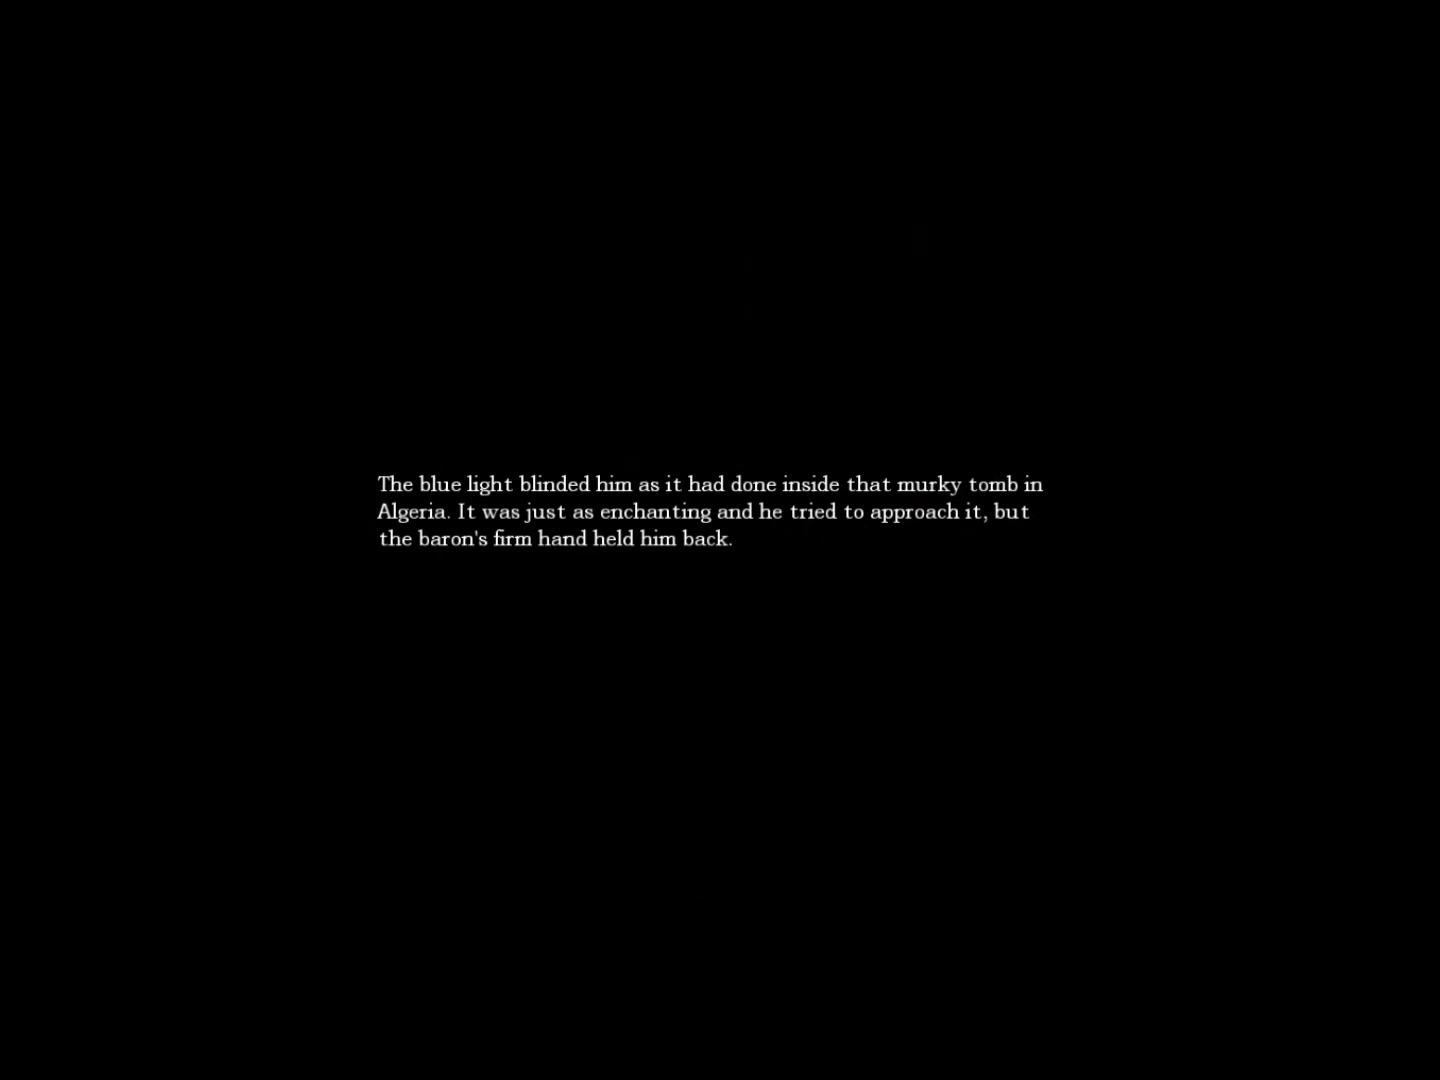 The blue light blinded him as it had done inside that murky tomb in
Algeria. It was just as enchanting and he tried to approach it, but
the baron's firm hand held him back.